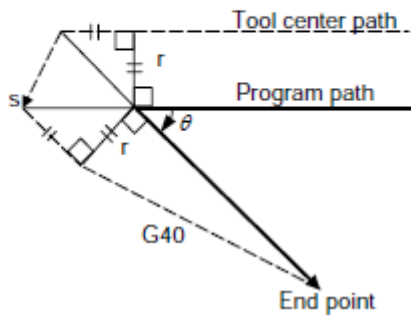 Tool center path
r
Program path
s
θ
r
G40
End point